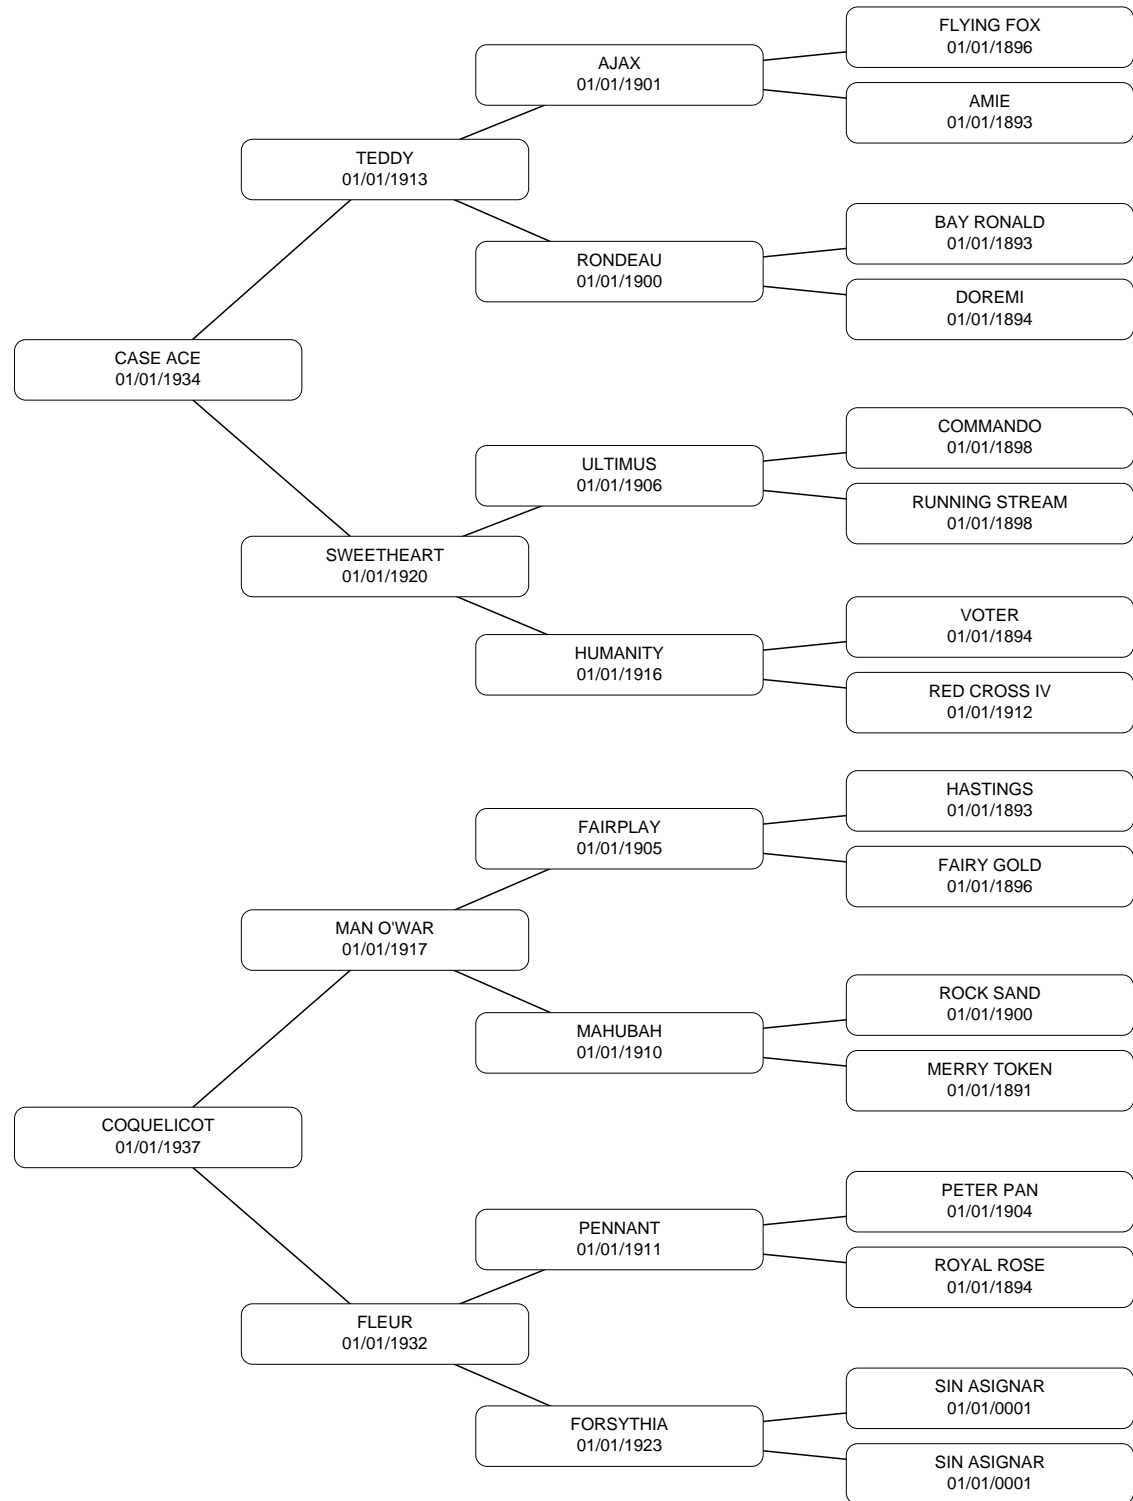 FLYING FOX
01/01/1896
AJAX
01/01/1901
AMIE
01/01/1893
TEDDY
01/01/1913
BAY RONALD
01/01/1893
RONDEAU
01/01/1900
DOREMI
01/01/1894
CASE ACE
01/01/1934
COMMANDO
01/01/1898
ULTIMUS
01/01/1906
RUNNING STREAM
01/01/1898
SWEETHEART
01/01/1920
VOTER
01/01/1894
HUMANITY
01/01/1916
RED CROSS IV
01/01/1912
HASTINGS
01/01/1893
FAIRPLAY
01/01/1905
FAIRY GOLD
01/01/1896
MAN O'WAR
01/01/1917
ROCK SAND
01/01/1900
MAHUBAH
01/01/1910
MERRY TOKEN
01/01/1891
COQUELICOT
01/01/1937
PETER PAN
01/01/1904
PENNANT
01/01/1911
ROYAL ROSE
01/01/1894
FLEUR
01/01/1932
SIN ASIGNAR
01/01/0001
FORSYTHIA
01/01/1923
SIN ASIGNAR
01/01/0001